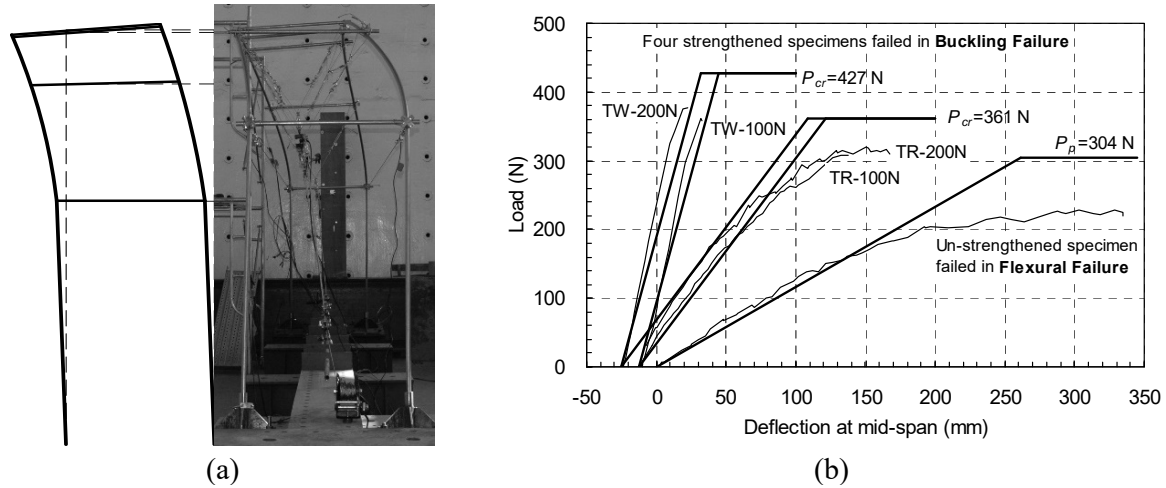 500
400
300
200
100
0
Load (N)
Four strengthened specimens failed in Buckling Failure
Pcr=427 N
TW-200N
TW-100N
Pcr=361 N
Pp=304 N
TR-200N
TR-100N
Un-strengthened specimen
failed in Flexural Failure
-50 0 50 100 150 200 250 300 350
Deflection at mid-span (mm)
(a) (b)